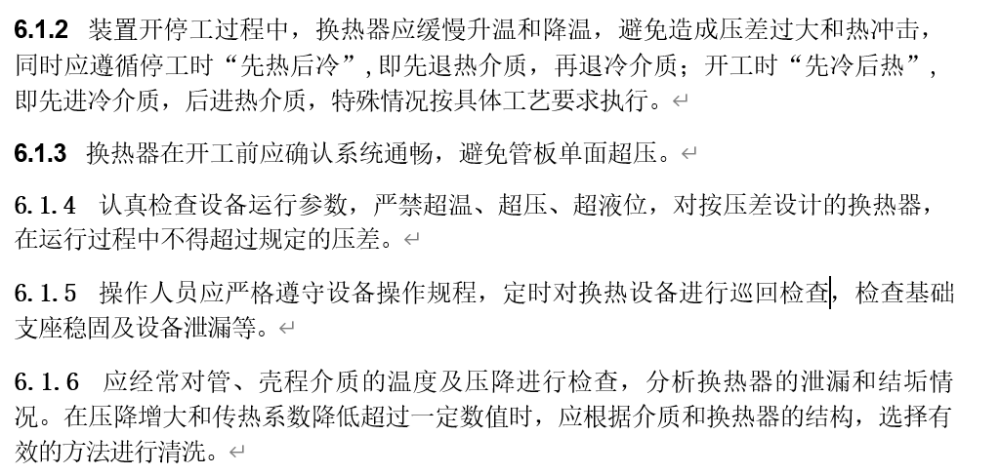 6.1.2 装置开停工过程中，换热器应缓慢升温和降温，避免造成压差过大和热冲击，
同时应遵循停工时“先热后冷”,即先退热介质，再退冷介质；开工时“先冷后热”,
即先进冷介质，后进热介质，特殊情况按具体工艺要求执行。↵
6.1.3 换热器在开工前应确认系统通畅，避免管板单面超压。↵
6.1.4 认真检查设备运行参数，严禁超温、超压、超液位，对按压差设计的换热器，
在运行过程中不得超过规定的压差。↵
6.1.5 操作人员应严格遵守设备操作规程，定时对换热设备进行巡回检查，检查基础
支座稳固及设备泄漏等。↵
6.1.6 应经常对管、壳程介质的温度及压降进行检查，分析换热器的泄漏和结垢情
况。在压降增大和传热系数降低超过一定数值时，应根据介质和换热器的结构，选择有
效的方法进行清洗。↵